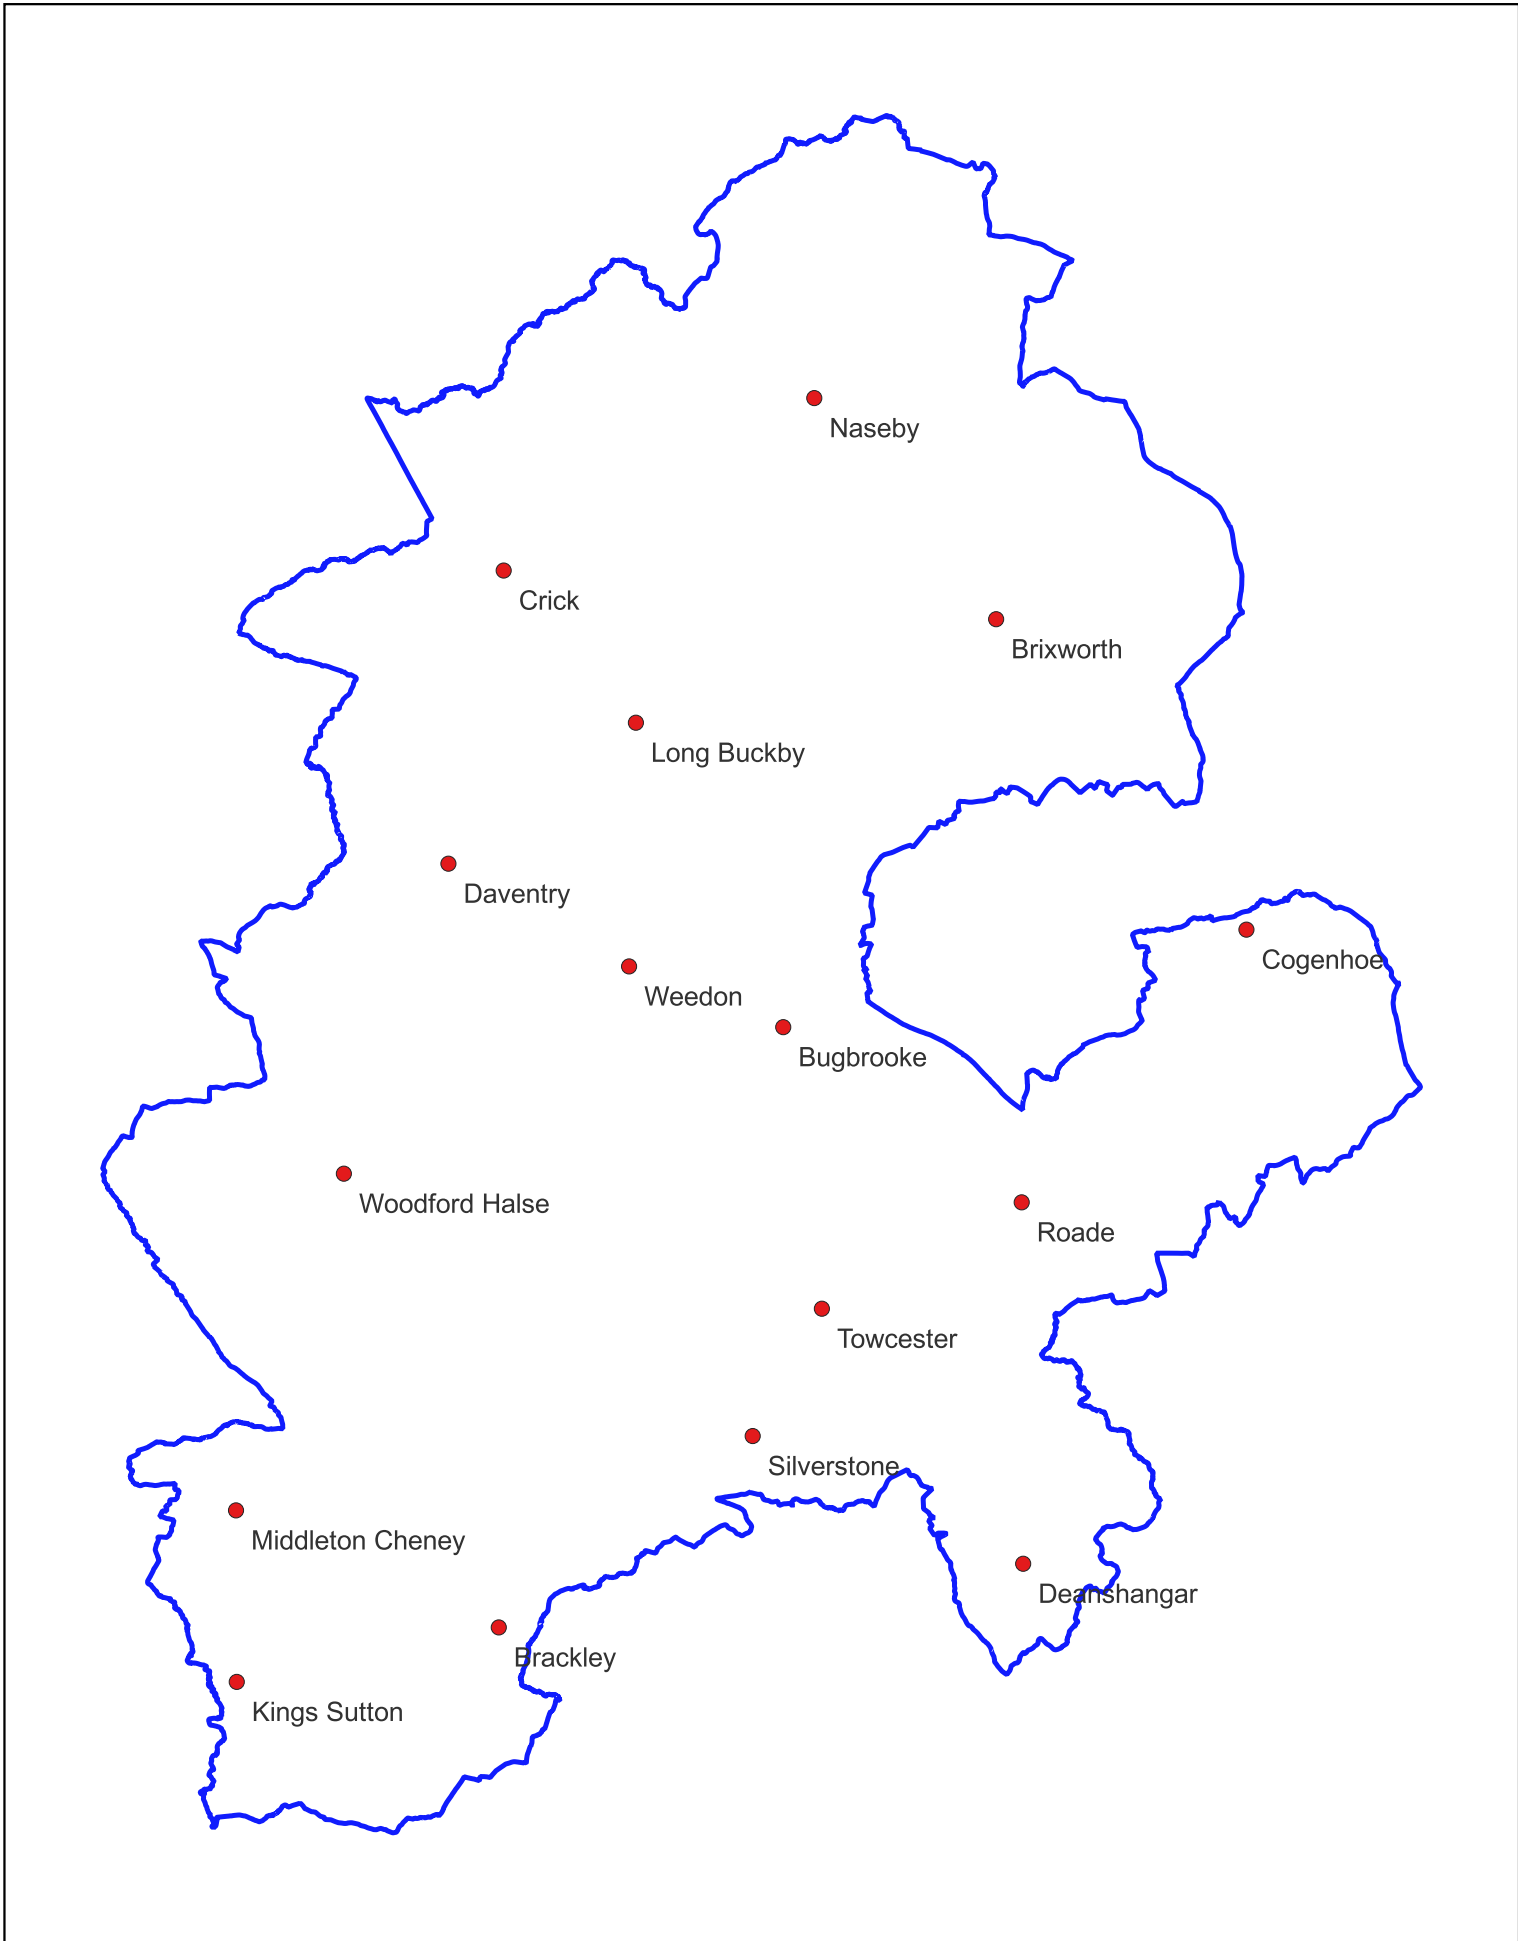 Naseby
Crick
Brixworth
Long Buckby
Daventry
Cogenhoe
Weedon
Bugbrooke
Woodford Halse
Roade
Towcester
Silverstone
Middleton Cheney
Deanshangar
Brackley
Kings Sutton